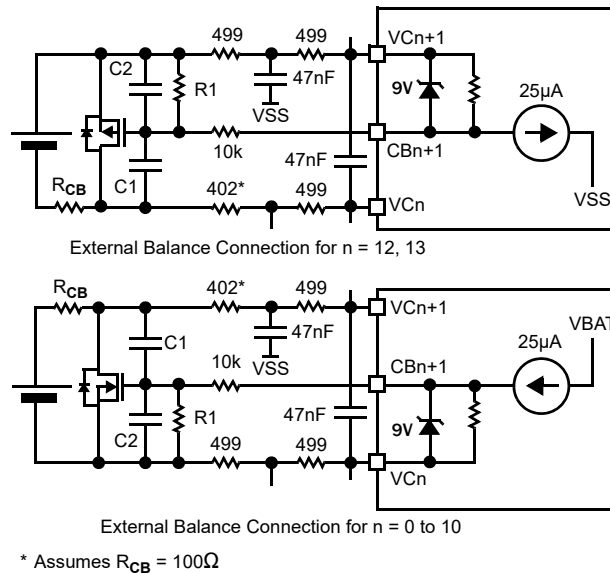 499 499 VCn+1
C2 R1 47nF 9V 25µA
VSS
10k CBn+1
C1 47nF
RCB 402* 499 VCn VSS
External Balance Connection for n = 12, 13
RCB 402* 499 VCn+1
C1 47nF VBAT
VSS 25µA
10k CBn+1
C2 R1 47nF 9V
499 499 VCn
External Balance Connection for n = 0 to 10
* Assumes RCB = 100Ω